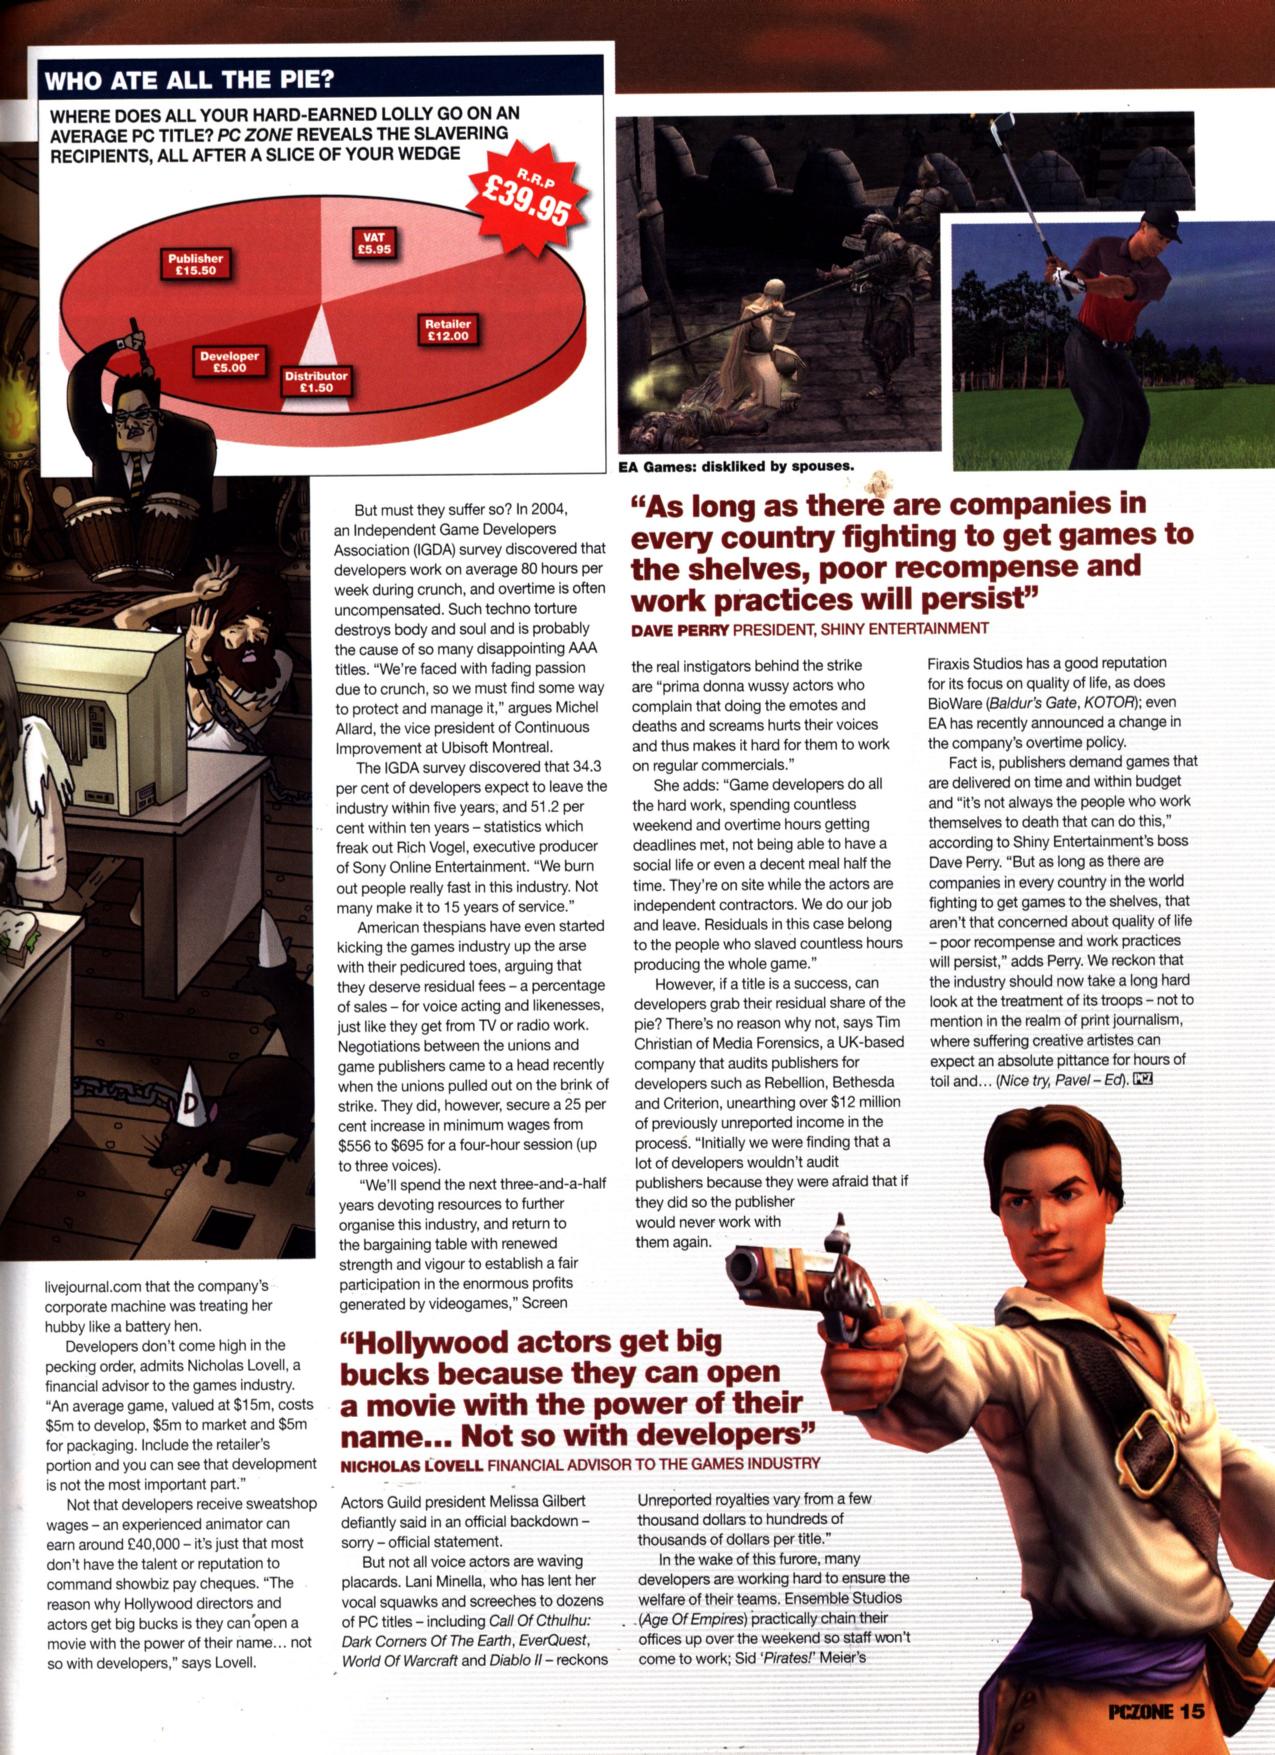 WHO ATE ALL THE PIE?
WHERE DOES ALL YOUR HARD-EARNED LOLLY GO ON AN
AVERAGE PC TITLE? PC ZONE REVEALS THE SLAVERING
RECIPIENTS, ALL AFTER A SLICE OF YOUR WEDGE
R.R.P
£39.95
VAT
£5.95
Publisher
£15.50
Retailer
£12.00
Developer
£5.00
Distributor
£1.50
D
EA Games: diskliked by spouses.
livejournal.com that the company's
corporate machine was treating her
hubby like a battery hen.
Developers don't come high in the
pecking order, admits Nicholas Lovell, a
financial advisor to the games industry.
"An average game, valued at $15m, costs
$5m to develop, $5m to market and $5m
for packaging. Include the retailer's
portion and you can see that development
is not the most important part."
Not that developers receive sweatshop
wages – an experienced animator can
earn around £40,000 – it's just that most
don't have the talent or reputation to
command showbiz pay cheques. "The
reason why Hollywood directors and
actors get big bucks is they can open a
movie with the power of their name... not
so with developers," says Lovell.
But must they suffer so? In 2004,
an Independent Game Developers
Association (IGDA) survey discovered that
developers work on average 80 hours per
week during crunch, and overtime is often
uncompensated. Such techno torture
destroys body and soul and is probably
the cause of so many disappointing AAA
titles. "We're faced with fading passion
due to crunch, so we must find some way
to protect and manage it," argues Michel
Allard, the vice president of Continuous
Improvement at Ubisoft Montreal.
The IGDA survey discovered that 34.3
per cent of developers expect to leave the
industry within five years, and 51.2 per
cent within ten years – statistics which
freak out Rich Vogel, executive producer
of Sony Online Entertainment. "We burn
out people really fast in this industry. Not
many make it to 15 years of service."
American thespians have even started
kicking the games industry up the arse
with their pedicured toes, arguing that
they deserve residual fees – a percentage
of sales – for voice acting and likenesses,
just like they get from TV or radio work.
Negotiations between the unions and
game publishers came to a head recently
when the unions pulled out on the brink of
strike. They did, however, secure a 25 per
cent increase in minimum wages from
$556 to $695 for a four-hour session (up
to three voices).
"We'll spend the next three-and-a-half
years devoting resources to further
organise this industry, and return to
the bargaining table with renewed
strength and vigour to establish a fair
participation in the enormous profits
generated by videogames," Screen
"Hollywood actors get big
bucks because they can open
a movie with the power of their
name... Not so with developers"
NICHOLAS LOVELL FINANCIAL ADVISOR TO THE GAMES INDUSTRY
Actors Guild president Melissa Gilbert
defiantly said in an official backdown –
sorry – official statement.
But not all voice actors are waving
placards. Lani Minella, who has lent her
vocal squawks and screeches to dozens
of PC titles – including Call Of Cthulhu:
Dark Corners Of The Earth, EverQuest,
World Of Warcraft and Diablo II – reckons
"As long as there are companies in
every country fighting to get games to
the shelves, poor recompense and
work practices will persist"
DAVE PERRY PRESIDENT, SHINY ENTERTAINMENT
the real instigators behind the strike
are "prima donna wussy actors who
complain that doing the emotes and
deaths and screams hurts their voices
and thus makes it hard for them to work
on regular commercials."
She adds: "Game developers do all
the hard work, spending countless
weekend and overtime hours getting
deadlines met, not being able to have a
social life or even a decent meal half the
time. They're on site while the actors are
independent contractors. We do our job
and leave. Residuals in this case belong
to the people who slaved countless hours
producing the whole game."
However, if a title is a success, can
developers grab their residual share of the
pie? There's no reason why not, says Tim
Christian of Media Forensics, a UK-based
company that audits publishers for
developers such as Rebellion, Bethesda
and Criterion, unearthing over $12 million
of previously unreported income in the
process. "Initially we were finding that a
lot of developers wouldn't audit
publishers because they were afraid that if
they did so the publisher
would never work with
them again.
Unreported royalties vary from a few
thousand dollars to hundreds of
thousands of dollars per title."
In the wake of this furore, many
developers are working hard to ensure the
welfare of their teams. Ensemble Studios
(Age Of Empires) practically chain their
offices up over the weekend so staff won't
come to work; Sid 'Pirates!' Meier's
Firaxis Studios has a good reputation
for its focus on quality of life, as does
BioWare (Baldur's Gate, KOTOR); even
EA has recently announced a change in
the company's overtime policy.
Fact is, publishers demand games that
are delivered on time and within budget
and "it's not always the people who work
themselves to death that can do this,"
according to Shiny Entertainment's boss
Dave Perry. "But as long as there are
companies in every country in the world
fighting to get games to the shelves, that
aren't that concerned about quality of life
– poor recompense and work practices
will persist," adds Perry. We reckon that
the industry should now take a long hard
look at the treatment of its troops – not to
mention in the realm of print journalism,
where suffering creative artistes can
expect an absolute pittance for hours of
toil and... (Nice try, Pavel – Ed). PCZ
PCZONE 15